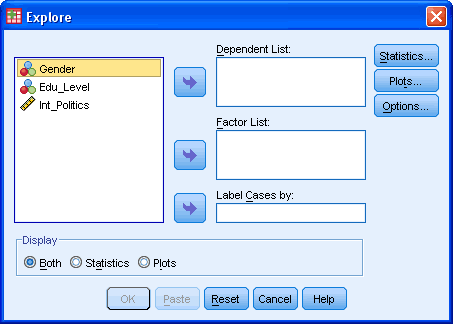 Explore
Gender
Edu_Level
Int_Politics
Dependent List:
Factor List:
Label Cases by:
Statistics...
Plots...
Options...
Display
Both
Statistics
Plots
OK
Paste
Reset
Cancel
Help